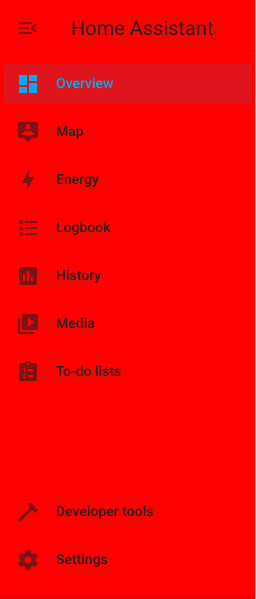 Home Assistant
Overview
Map
Energy
Logbook
History
Media
To-do lists
Developer tools
Settings